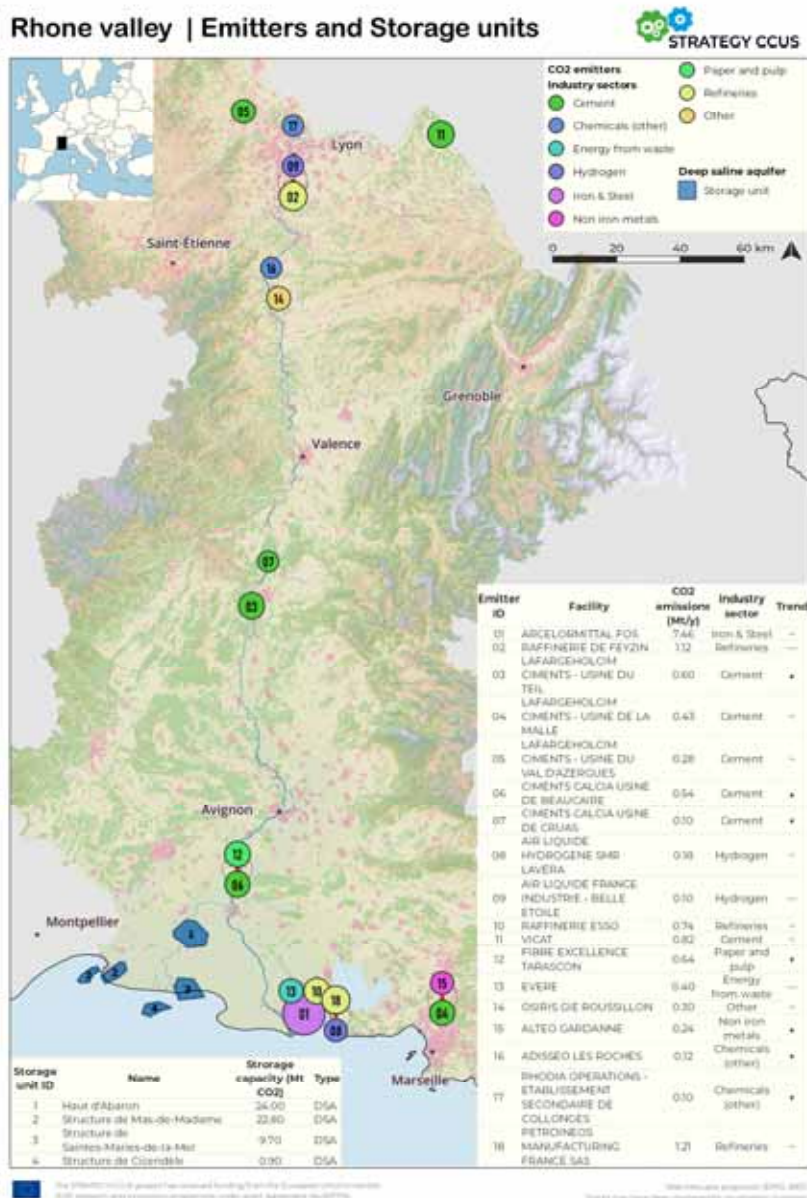 Rhone valley | Emitters and Storage units
STRATEGY CCUS
CO2 emitters
Industry sectors
Cement
Chemicals (other)
Energy from waste
Hydrogen
Iron & Steel
Non iron metals
Paper and pulp
Refineries
Other
Deep saline aquifer
Storage unit
0 20 40 60 km
05
17
Lyon
11
09
02
Saint-Étienne
16
14
Grenoble
Valence
07
03
Avignon
12
06
Montpellier
13
10
18
01
08
15
04
Marseille
Emitter ID Facility CO2 emissions (Mt/y) Industry sector Trend
01 ARCELORMITTAL FOS 7.46 Iron & Steel -
02 RAFFINERIE DE FEYZIN 1.12 Refineries -
03 LAFARGEHOLCIM CIMENTS - USINE DU TEIL 0.60 Cement
04 LAFARGEHOLCIM CIMENTS - USINE DE LA MALLE 0.43 Cement -
05 LAFARGEHOLCIM CIMENTS - USINE DU VAL D'AZERGUES 0.28 Cement -
06 CIMENTS CALCIA USINE DE BEAUCAIRE 0.54 Cement
07 CIMENTS CALCIA USINE DE CRUAS 0.10 Cement
08 AIR LIQUIDE HYDROGENE SMR LAVÉRA 0.18 Hydrogen -
09 AIR LIQUIDE FRANCE INDUSTRIE - BELLE ETOILE 0.10 Hydrogen -
10 RAFFINERIE ESSO 0.74 Refineries -
11 VICAT 0.82 Cement -
12 FIBRE EXCELLENCE TARASCON 0.64 Paper and pulp
13 EVERE 0.40 Energy from waste -
14 OSIRIS GIE ROUSSILLON 0.30 Other -
15 ALTEO GARDANNE 0.24 Non iron metals
16 ADISSEO LES ROCHES 0.12 Chemicals (other)
17 RHODIA OPERATIONS - ETABLISSEMENT SECONDAIRE DE COLLONGES 0.10 Chemicals (other)
18 PETROINEOS MANUFACTURING FRANCE SAS 1.21 Refineries -
Storage unit ID Name Strorage capacity (Mt CO2) Type
1 Haut d'Abaron 24.00 DSA
2 Structure de Mas-de-Madame 22.80 DSA
3 Structure de Saintes-Maries-de-la-Mer 9.70 DSA
4 Structure de Cicindèle 0.90 DSA